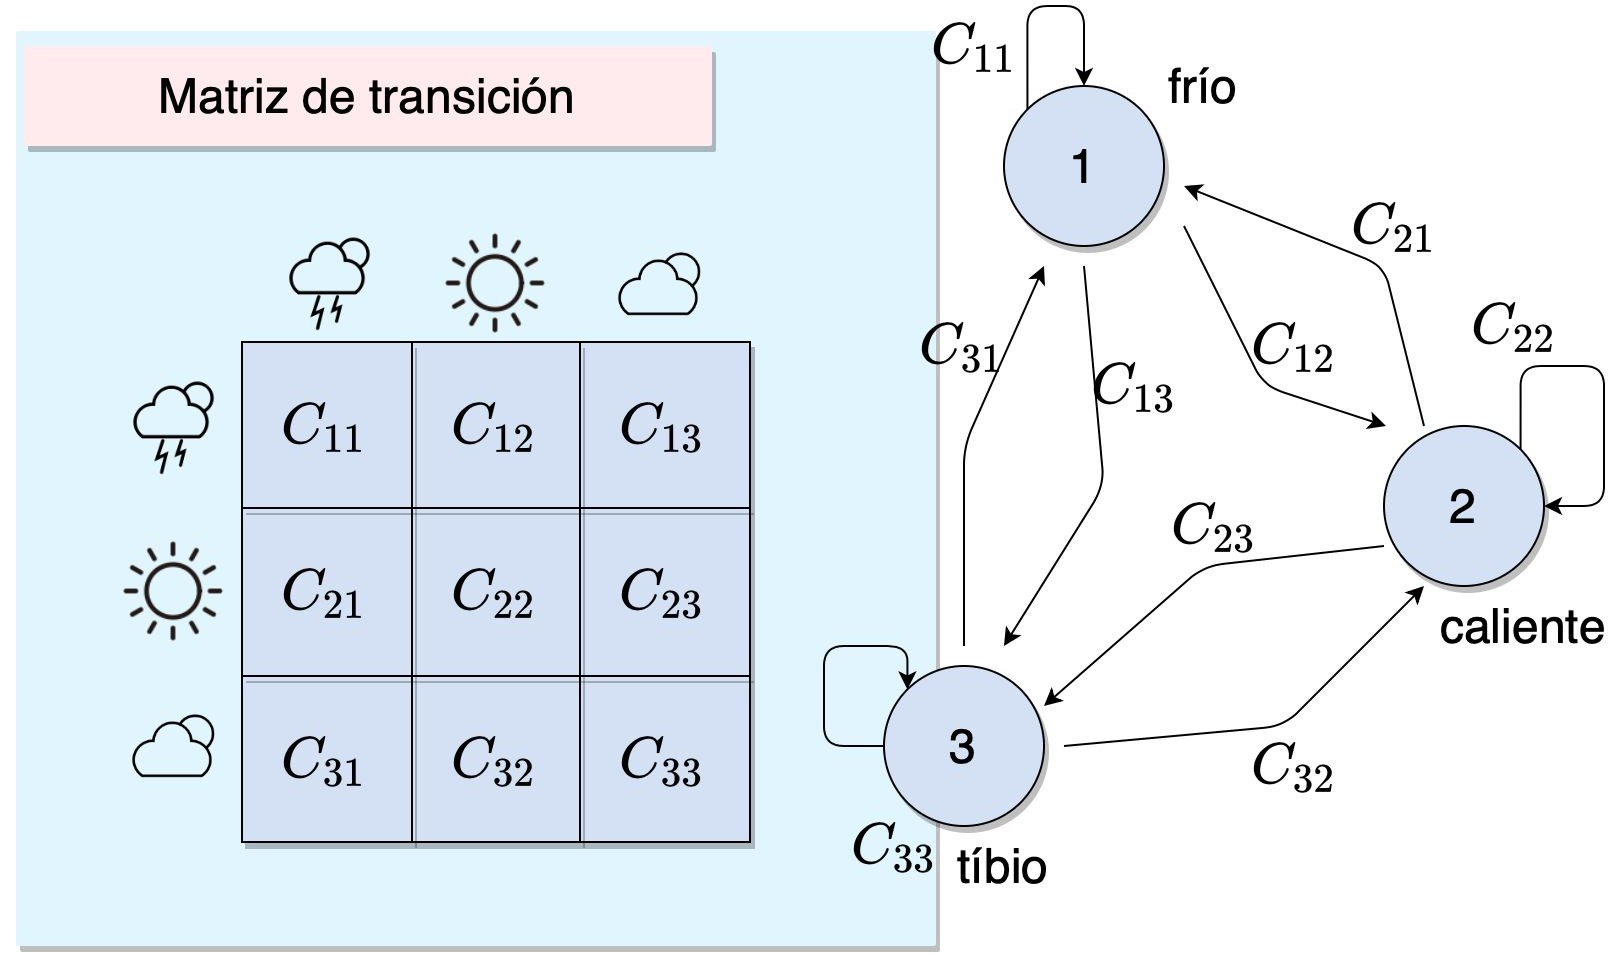 Matriz de transición
C11 C12 C13
C21 C22 C23
C31 C32 C33
C11
frío
1
C21
C12
C22
C31
C13
2
C23
caliente
3
C32
C33
tíbio